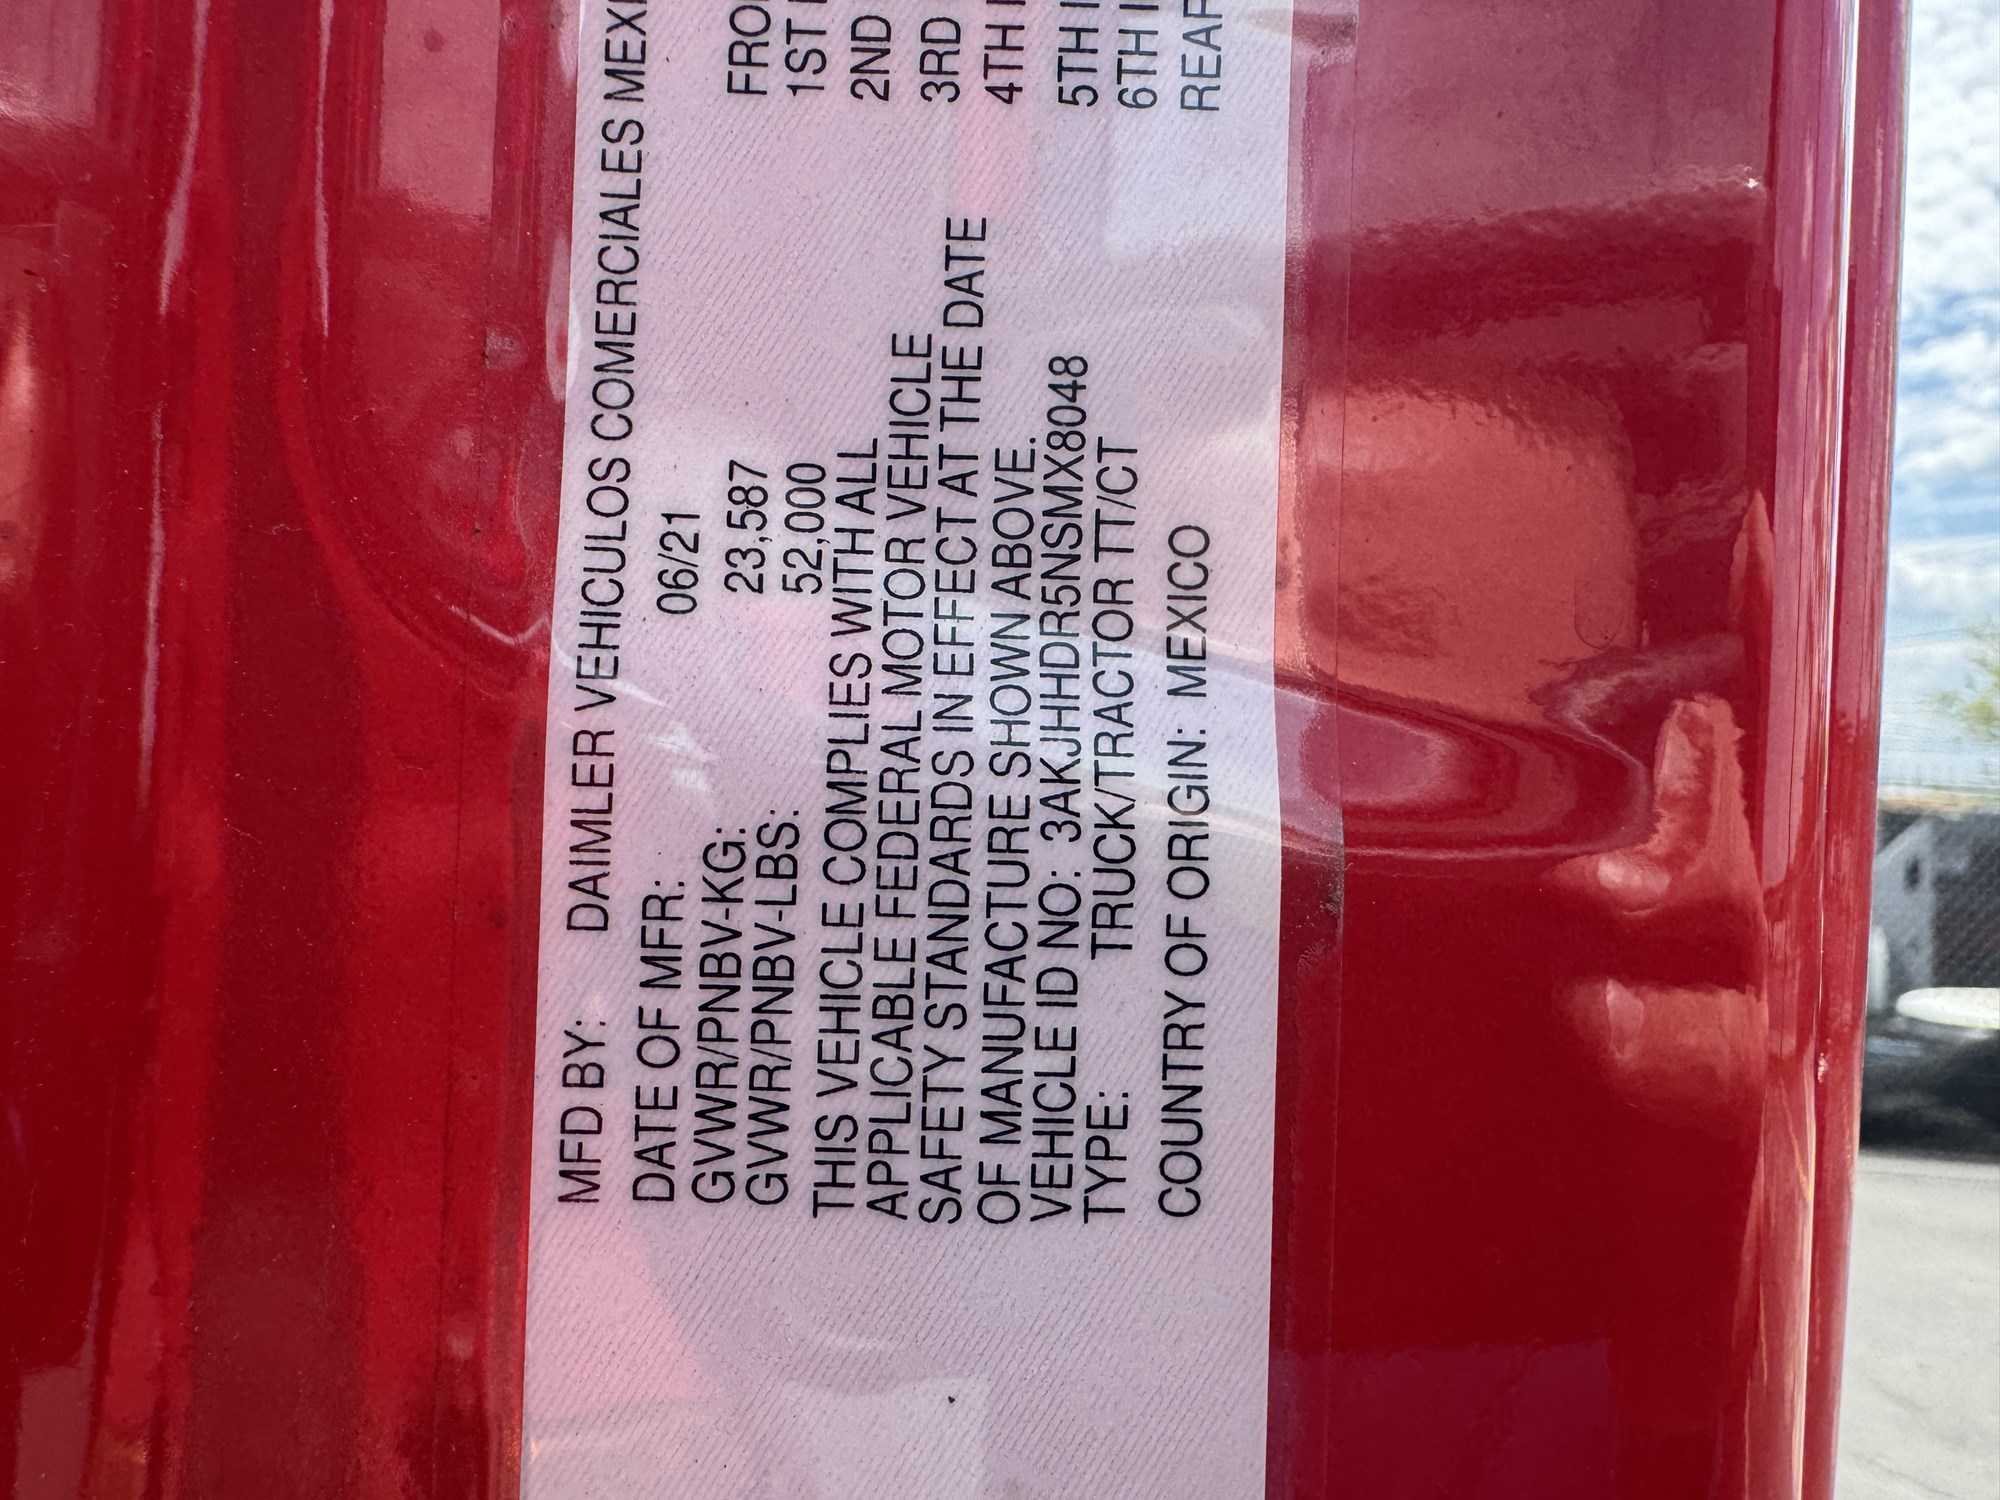 MFD BY: DAIMLER VEHICULOS COMERCIALES
DATE OF MFR: 06/21
GVWR/PNBV-KG: 23,587
GVWR/PNBV-LBS: 52,000
THIS VEHICLE COMPLIES WITH ALL
APPLICABLE FEDERAL MOTOR VEHICLE
SAFETY STANDARDS IN EFFECT AT THE DATE
OF MANUFACTURE SHOWN ABOVE.
VEHICLE ID NO: 3AKJHHDR5NSMX8048
TYPE: TRUCK/TRACTOR TT/CT
COUNTRY OF ORIGIN: MEXICO
1ST
2ND
3RD
4TH
5TH
6TH